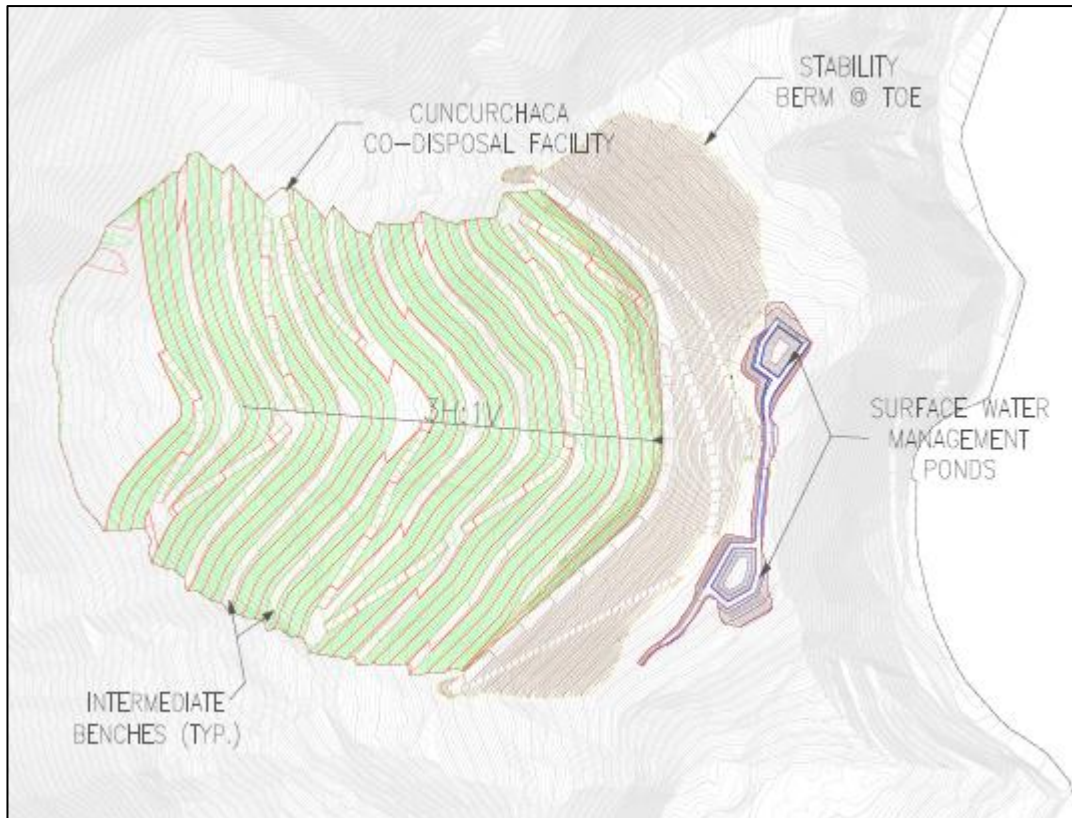 STABILITY
BERM @ TOE
CUNCURCHACA
CO-DISPOSAL FACILITY
3H:1V
SURFACE WATER
MANAGEMENT
PONDS
INTERMEDIATE
BENCHES (TYP.)